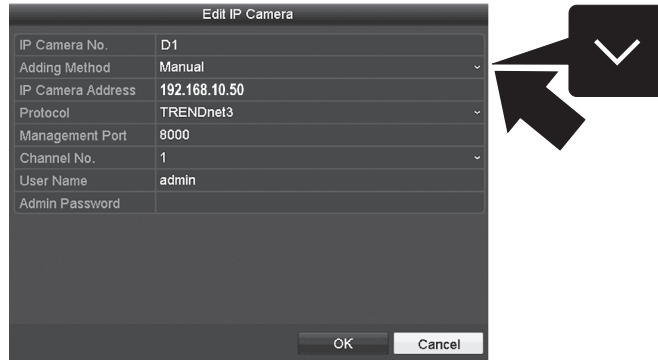 Edit IP Camera
IP Camera No. D1
Adding Method Manual
IP Camera Address 192.168.10.50
Protocol TRENDnet3
Management Port 8000
Channel No. 1
User Name admin
Admin Password
OK Cancel